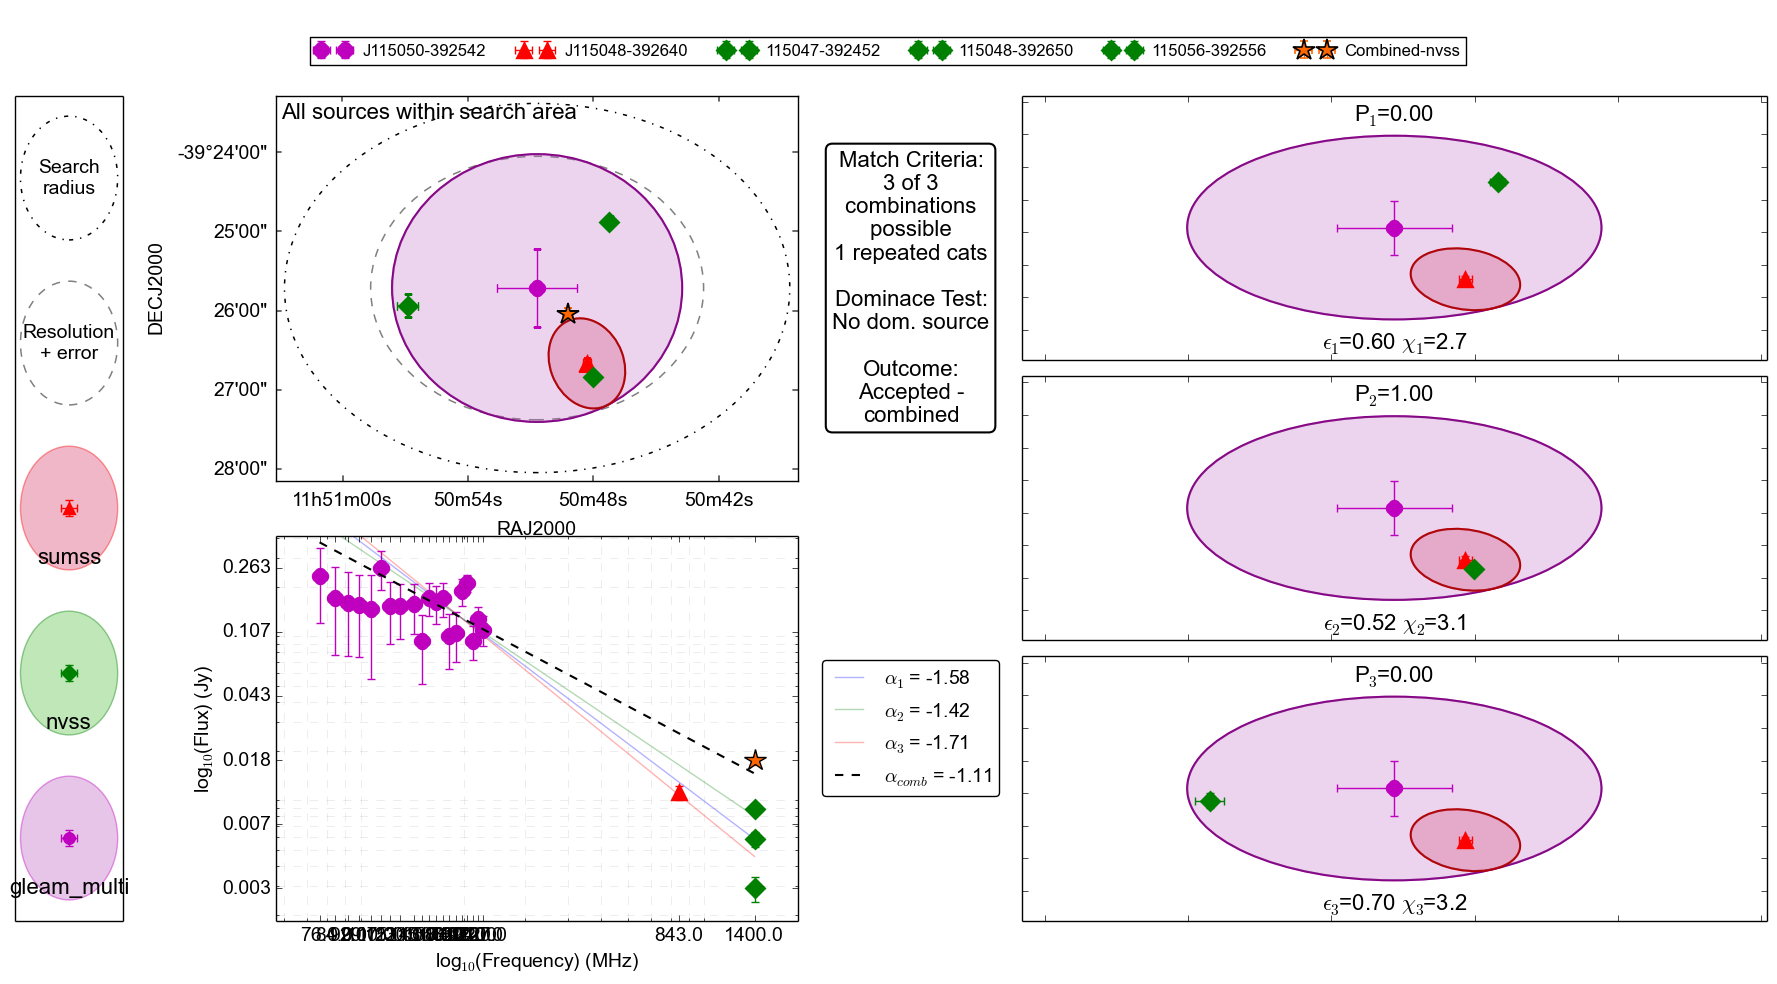 J115050-392542 J115048-392640 115047-392452 115048-392650 115056-392556 Combined-nvss
Search
radius
Resolution
+ error
sumss
nvss
gleam_multi
All sources within search area
DECJ2000
-39°24'00"
25'00"
26'00"
27'00"
28'00"
11h51m00s 50m54s 50m48s 50m42s
RAJ2000
Match Criteria:
3 of 3
combinations
possible
1 repeated cats
Dominace Test:
No dom. source
Outcome:
Accepted -
combined
log₁₀(Flux) (Jy)
0.263
0.107
0.043
0.018
0.007
0.003
843.0 1400.0
log₁₀(Frequency) (MHz)
α₁ = -1.58
α₂ = -1.42
α₃ = -1.71
α_comb = -1.11
P₁=0.00
ϵ₁=0.60 χ₁=2.7
P₂=1.00
ϵ₂=0.52 χ₂=3.1
P₃=0.00
ϵ₃=0.70 χ₃=3.2